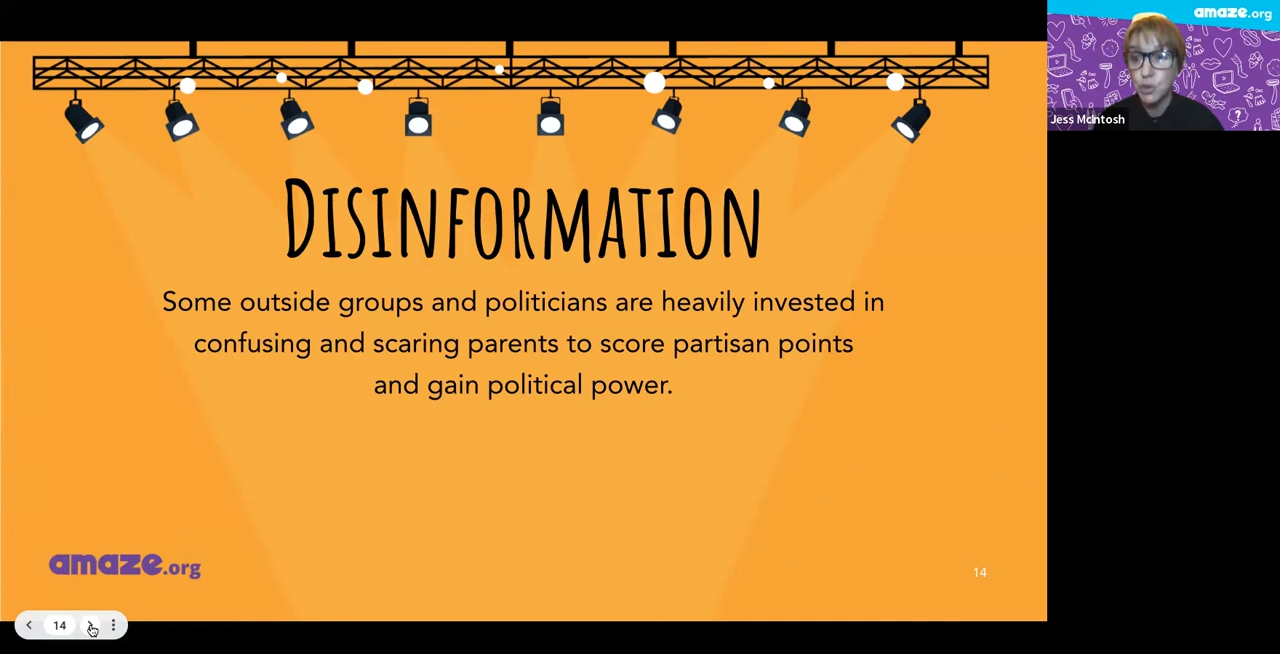 amaze.org
Jess McIntosh
Disinformation
Some outside groups and politicians are heavily invested in
confusing and scaring parents to score partisan points
and gain political power.
amaze.org
14
14